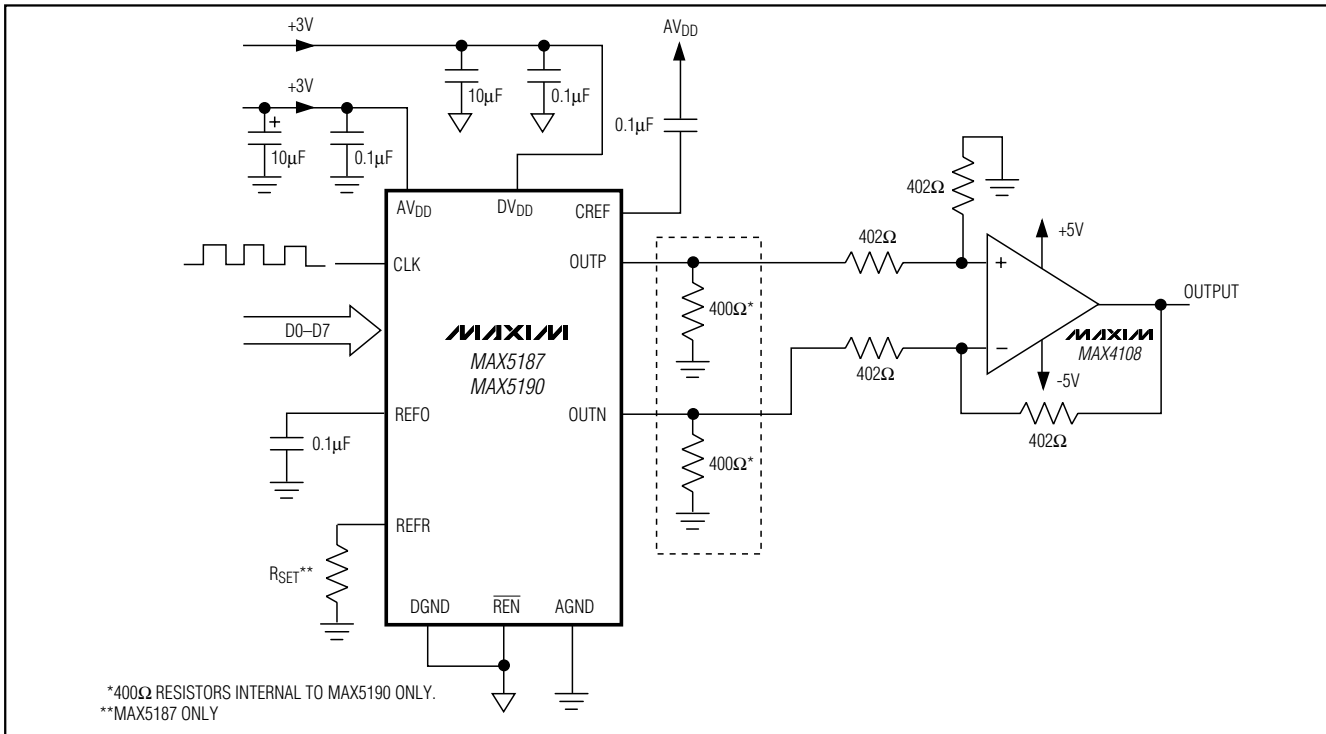 +3V
AVDD
+3V
10µF
0.1µF
0.1µF
+
10µF
0.1µF
402Ω
AVDD
DVDD
CREF
+5V
402Ω
CLK
OUTP
+
OUTPUT
400Ω*
D0–D7
MAXIM
MAX5187
MAX5190
MAXIM
MAX4108
−
402Ω
-5V
REFO
OUTN
402Ω
0.1µF
400Ω*
REFR
RSET**
DGND
REN
AGND
*400Ω RESISTORS INTERNAL TO MAX5190 ONLY.
**MAX5187 ONLY